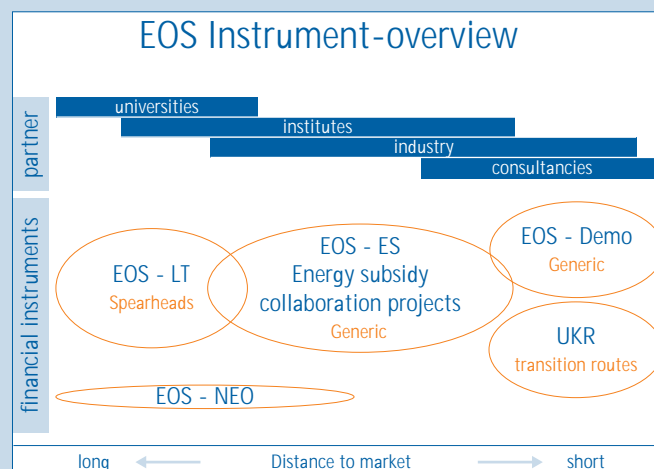 EOS Instrument-overview
partner
universities
institutes
industry
consultancies
financial instruments
EOS - LT
Spearheads
EOS - ES
Energy subsidy
collaboration projects
Generic
EOS - Demo
Generic
UKR
transition routes
EOS - NEO
long
Distance to market
short